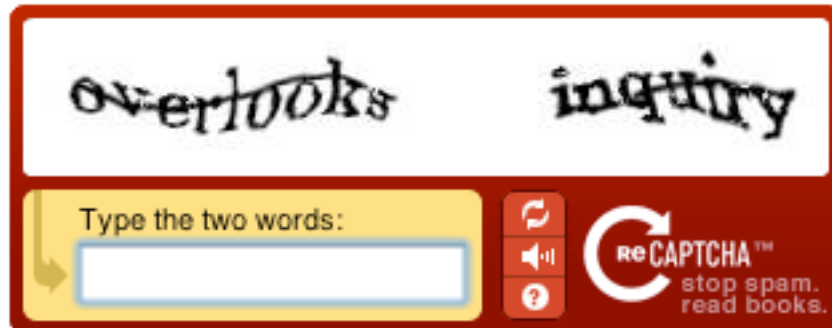 overlooks inquiry
Type the two words:
ReCAPTCHA™
stop spam.
read books.